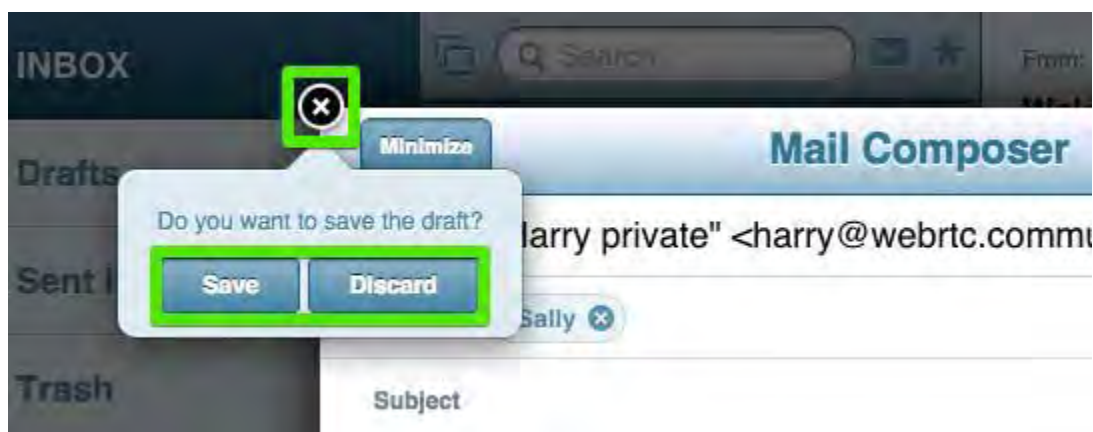 INBOX
Search
From:
Minimize
Mail Composer
Drafts
Do you want to save the draft?
larry private" <harry@webrtc.commu
Sent
Save Discard
Sally
Trash
Subject